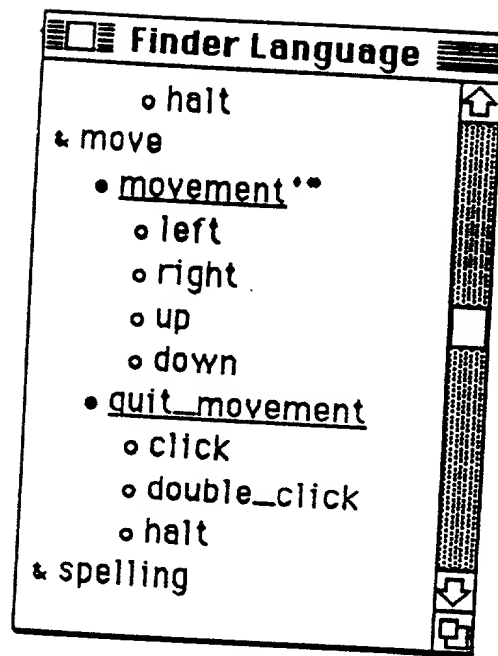 Finder Language
○ halt
& move
● movement'∞
○ left
○ right
○ up
○ down
● quit_movement
○ click
○ double_click
○ halt
& spelling